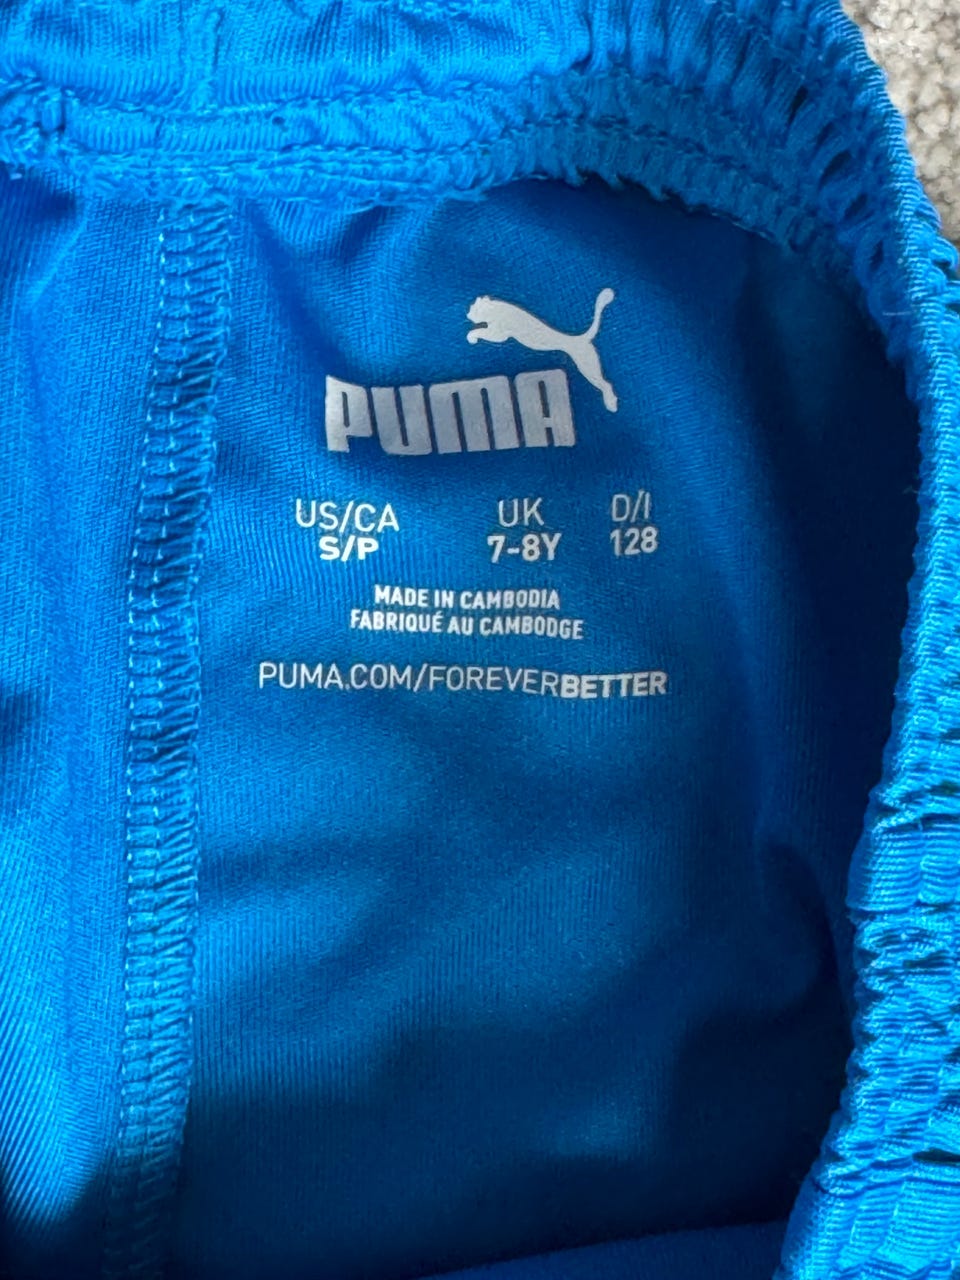 PUMA
US/CA UK D/I
S/P 7-8Y 128
MADE IN CAMBODIA
FABRIQUÉ AU CAMBODGE
PUMA.COM/FOREVERBETTER